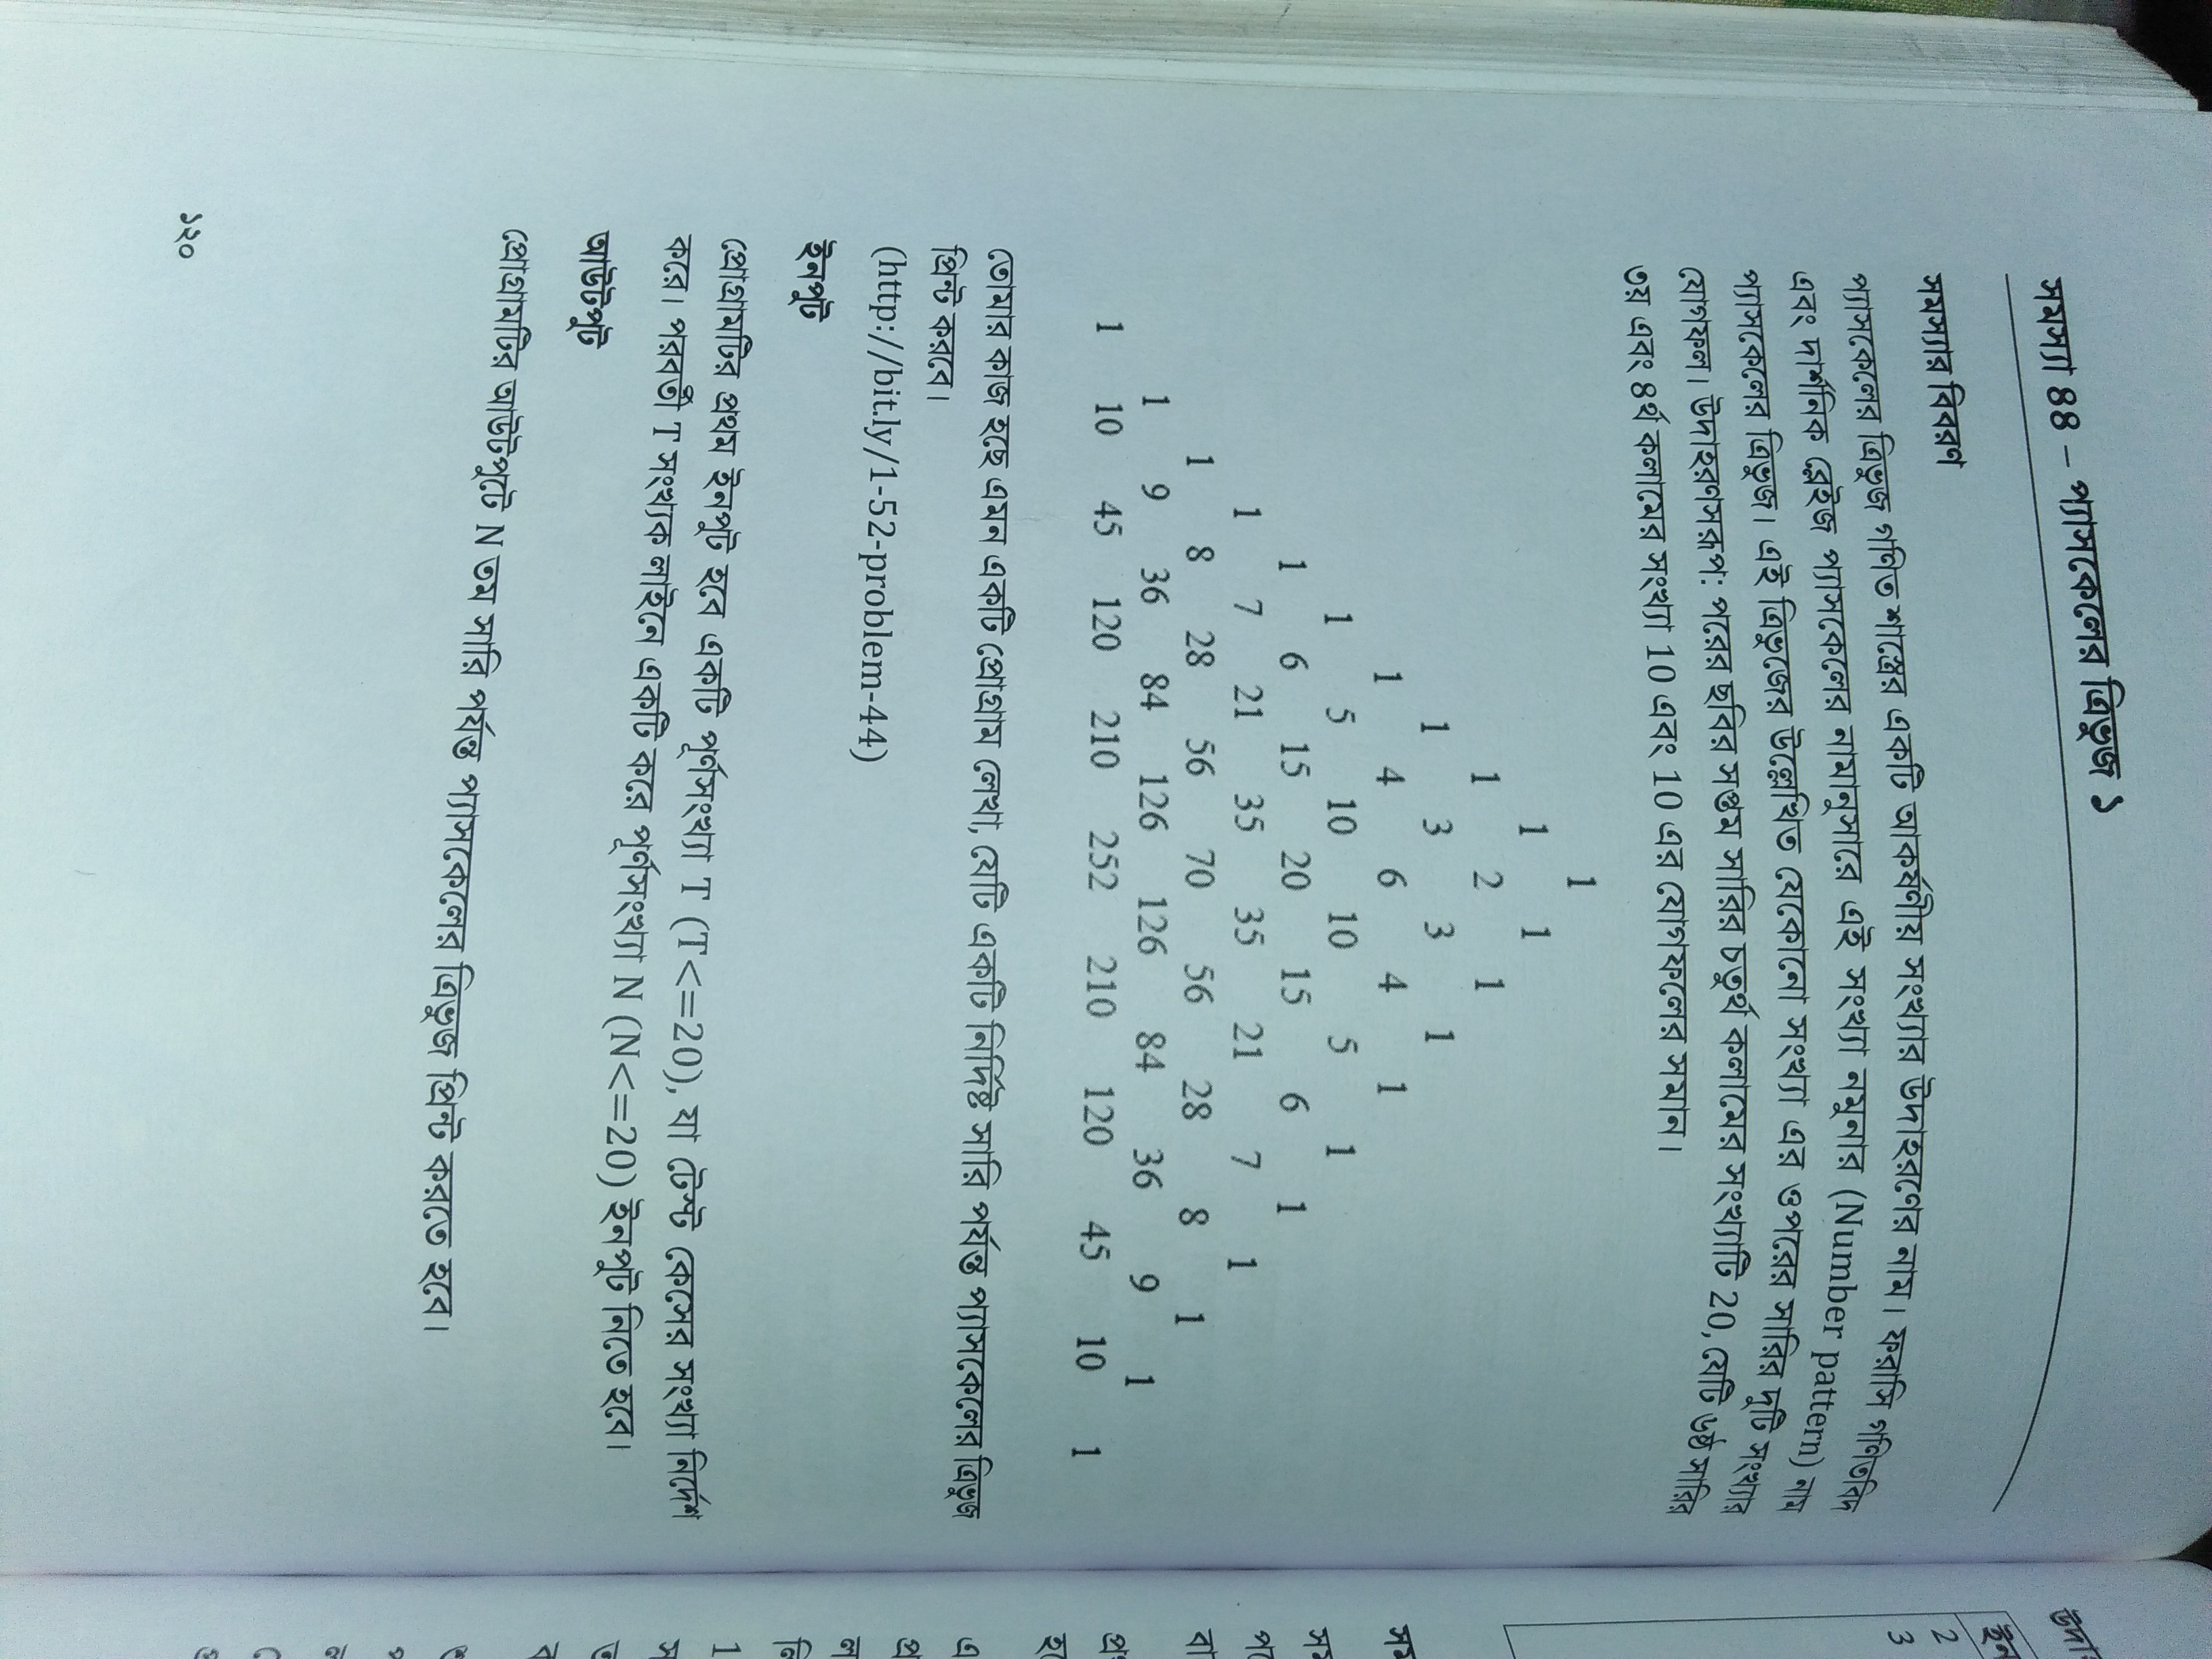 সমস্যা ৪৪ – প্যাসকেলের ত্রিভুজ ১
সমস্যার বিবরণ
প্যাসকেলের ত্রিভুজ গণিত শাস্ত্রের একটি আকর্ষণীয় সংখ্যার উদাহরণের নাম। ফরাসি গণিতবিদ
এবং দার্শনিক ব্লেইজ প্যাসকেলের নামানুসারে এই সংখ্যা নমুনার (Number pattern) নাম
প্যাসকেলের ত্রিভুজ। এই ত্রিভুজের উল্লেখিত যেকোনো সংখ্যা এর ওপরের সারির দুটি সংখ্যার
যোগফল। উদাহরণসরূপ: পরের ছবির সপ্তম সারির চতুর্থ কলামের সংখ্যাটি 20, যেটি ৬ষ্ঠ সারির
৩য় এবং ৪র্থ কলামের সংখ্যা 10 এবং 10 এর যোগফলের সমান।
1
1 1
1 2 1
1 3 3 1
1 4 6 4 1
1 5 10 10 5 1
1 6 15 20 15 6 1
1 7 21 35 35 21 7 1
1 8 28 56 70 56 28 8 1
1 9 36 84 126 126 84 36 9 1
1 10 45 120 210 252 210 120 45 10 1
তোমার কাজ হচ্ছে এমন একটি প্রোগ্রাম লেখা, যেটি একটি নির্দিষ্ট সারি পর্যন্ত প্যাসকেলের ত্রিভুজ
প্রিন্ট করবে।
(http://bit.ly/1-52-problem-44)
ইনপুট
প্রোগ্রামটির প্রথম ইনপুট হবে একটি পূর্ণসংখ্যা T (T<=20), যা টেস্ট কেসের সংখ্যা নির্দেশ
করে। পরবর্তী T সংখ্যক লাইনে একটি করে পূর্ণসংখ্যা N (N<=20) ইনপুট নিতে হবে।
আউটপুট
প্রোগ্রামটির আউটপুটে N তম সারি পর্যন্ত প্যাসকেলের ত্রিভুজ প্রিন্ট করতে হবে।
১২০
2
3